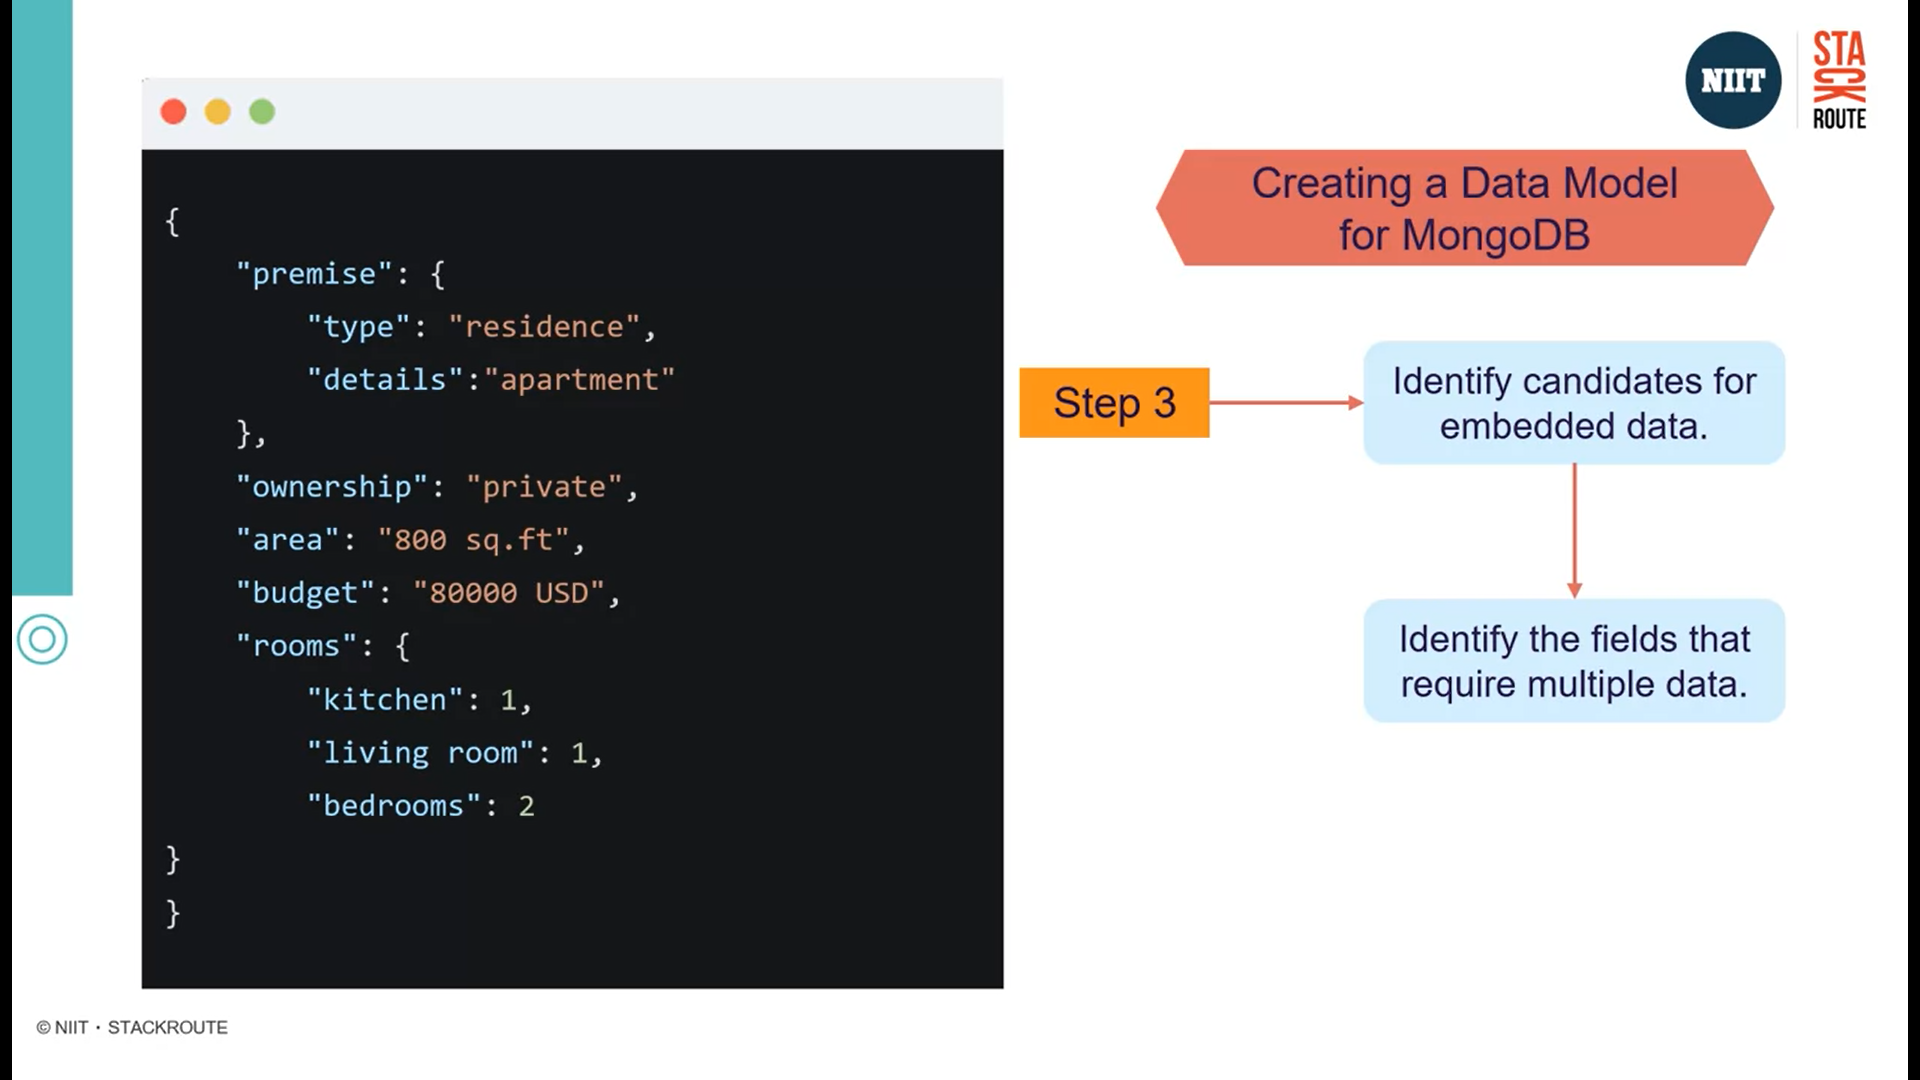 NIIT
STA
CK
ROUTE
{
"premise": {
"type": "residence",
"details":"apartment"
},
"ownership": "private",
"area": "800 sq.ft",
"budget": "80000 USD",
"rooms": {
"kitchen": 1,
"living room": 1,
"bedrooms": 2
}
}
Creating a Data Model
for MongoDB
Step 3
Identify candidates for
embedded data.
Identify the fields that
require multiple data.
© NIIT · STACKROUTE